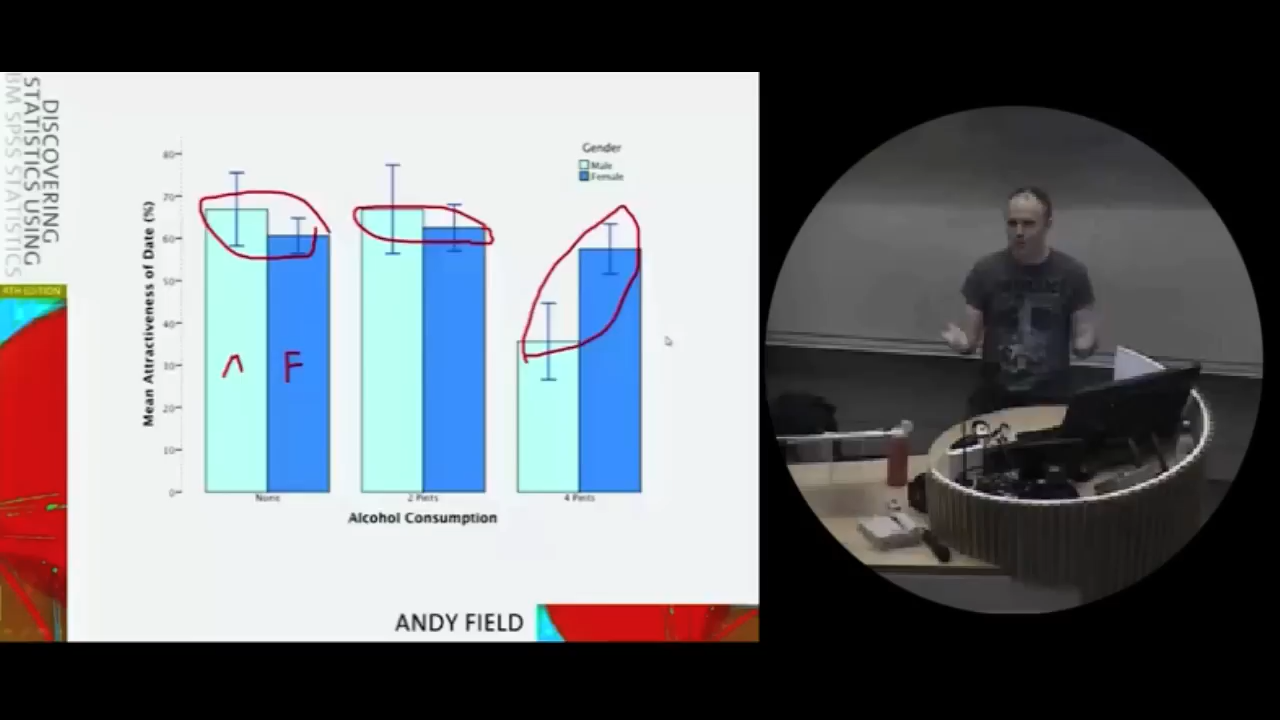 DISCOVERING
STATISTICS USING
IBM SPSS STATISTICS
4TH EDITION
Mean Attractiveness of Date (%)
80
70
60
50
40
30
20
10
0
Gender
Male
Female
F
None
2 Pints
4 Pints
Alcohol Consumption
ANDY FIELD